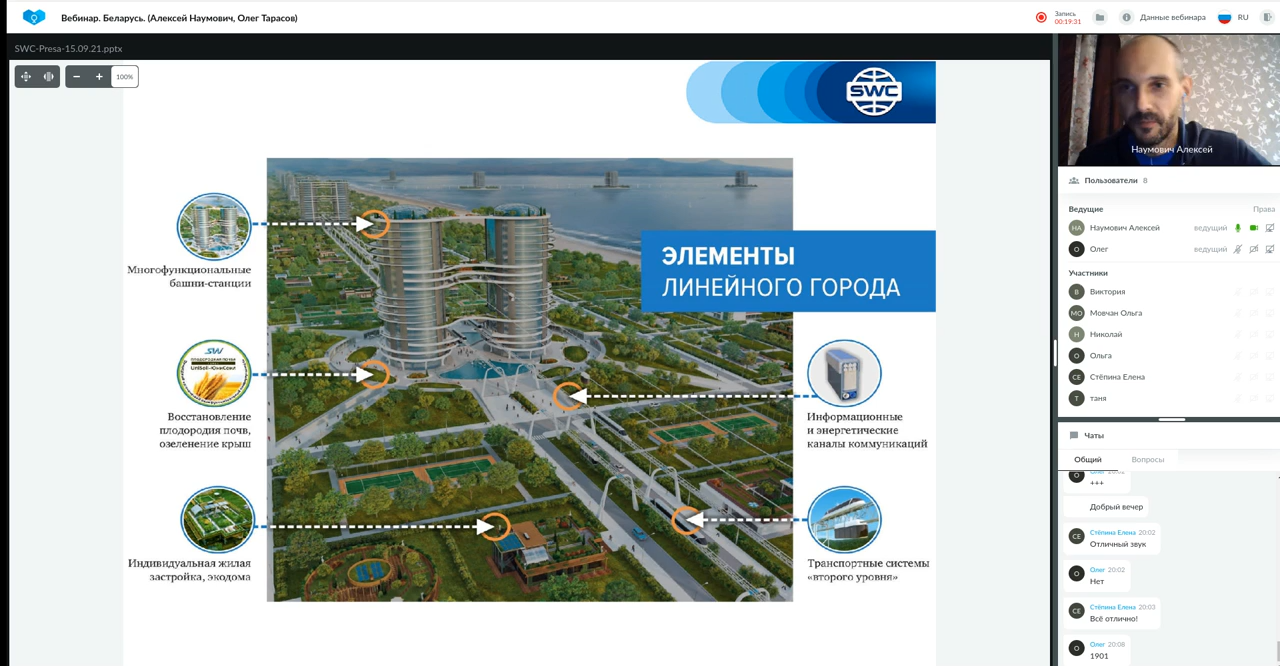 Вебинар. Беларусь. (Алексей Наумович, Олег Тарасов)
Запись
00:19:31
Данные вебинара
RU
SWC-Presa-15.09.21.pptx
100%
SWC
ЭЛЕМЕНТЫ
ЛИНЕЙНОГО ГОРОДА
Многофункциональные
башни-станции
Восстановление
плодородия почв,
озеленение крыш
Индивидуальная жилая
застройка, экодома
Информационные
и энергетические
каналы коммуникаций
Транспортные системы
«второго уровня»
Наумович Алексей
Пользователи 8
Ведущие Права
НА Наумович Алексей ведущий
О Олег ведущий
Участники
В Виктория
МО Мовчан Ольга
Н Николай
О Ольга
СЕ Стёпина Елена
Т таня
Чаты
Общий Вопросы
О
+++
Добрый вечер
СЕ Стёпина Елена 20:02
Отличный звук
О Олег 20:02
Нет
СЕ Стёпина Елена 20:03
Всё отлично!
О Олег 20:08
1901